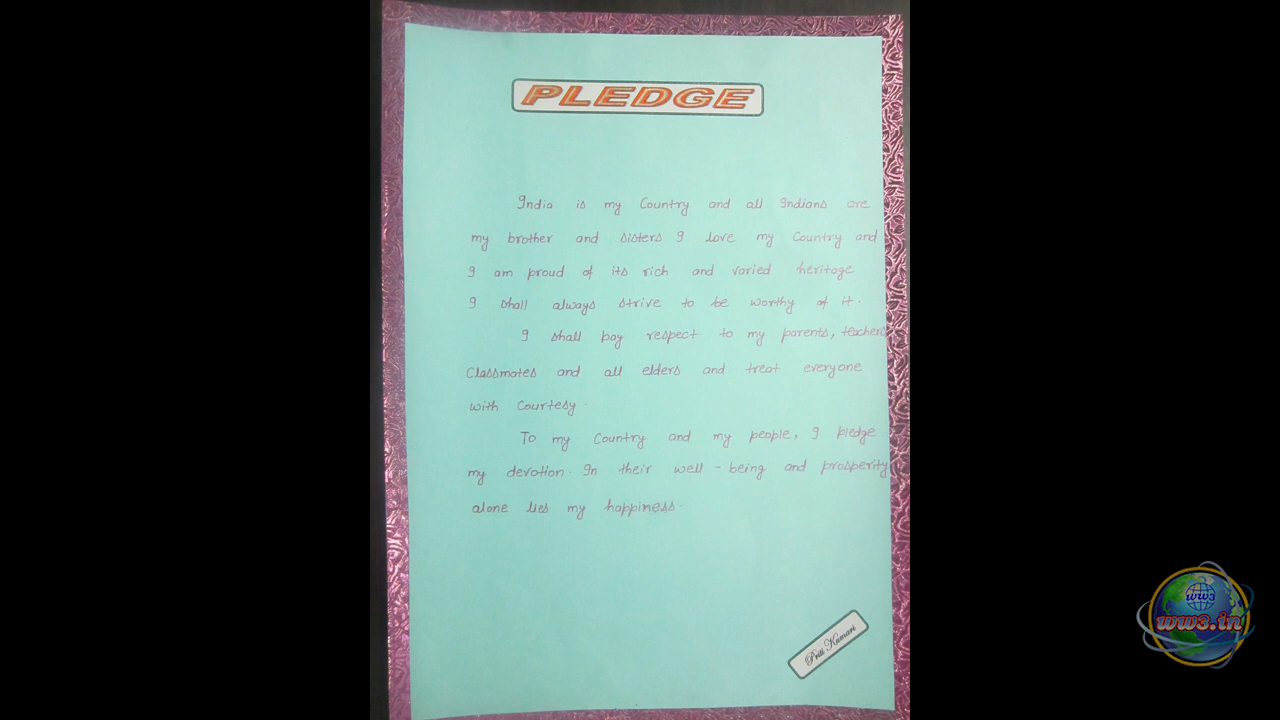 PLEDGE
India is my Country and all Indians are
my brother and sisters I love my Country and
I am proud of its rich and varied heritage
I shall always strive to be worthy of it.
I shall pay respect to my parents, teachers
Classmates and all elders and treat everyone
with Courtesy.
To my Country and my people, I pledge
my devotion. In their well - being and prosperity
alone lies my happiness.
Priti Kumari
ww3
ww3.in